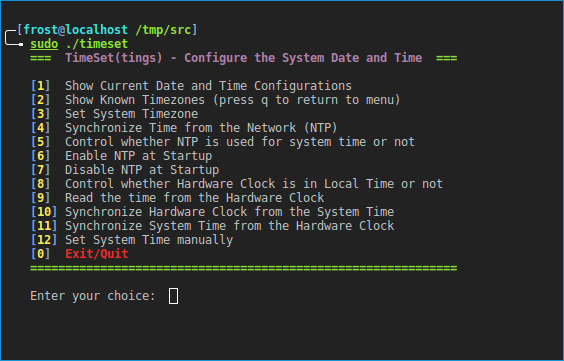 [frost@localhost /tmp/src]
sudo ./timeset
===  TimeSet(tings) - Configure the System Date and Time  ===
[1]  Show Current Date and Time Configurations
[2]  Show Known Timezones (press q to return to menu)
[3]  Set System Timezone
[4]  Synchronize Time from the Network (NTP)
[5]  Control whether NTP is used for system time or not
[6]  Enable NTP at Startup
[7]  Disable NTP at Startup
[8]  Control whether Hardware Clock is in Local Time or not
[9]  Read the time from the Hardware Clock
[10] Synchronize Hardware Clock from the System Time
[11] Synchronize System Time from the Hardware Clock
[12] Set System Time manually
[0]  Exit/Quit
=============================================================
Enter your choice: